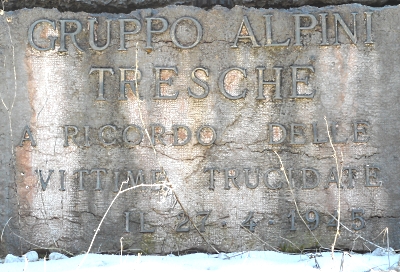 GRUPPO ALPINI
TRESCHE
A RICORDO DELLE
VITTIME TRUCIDATE
IL 27-4-1945